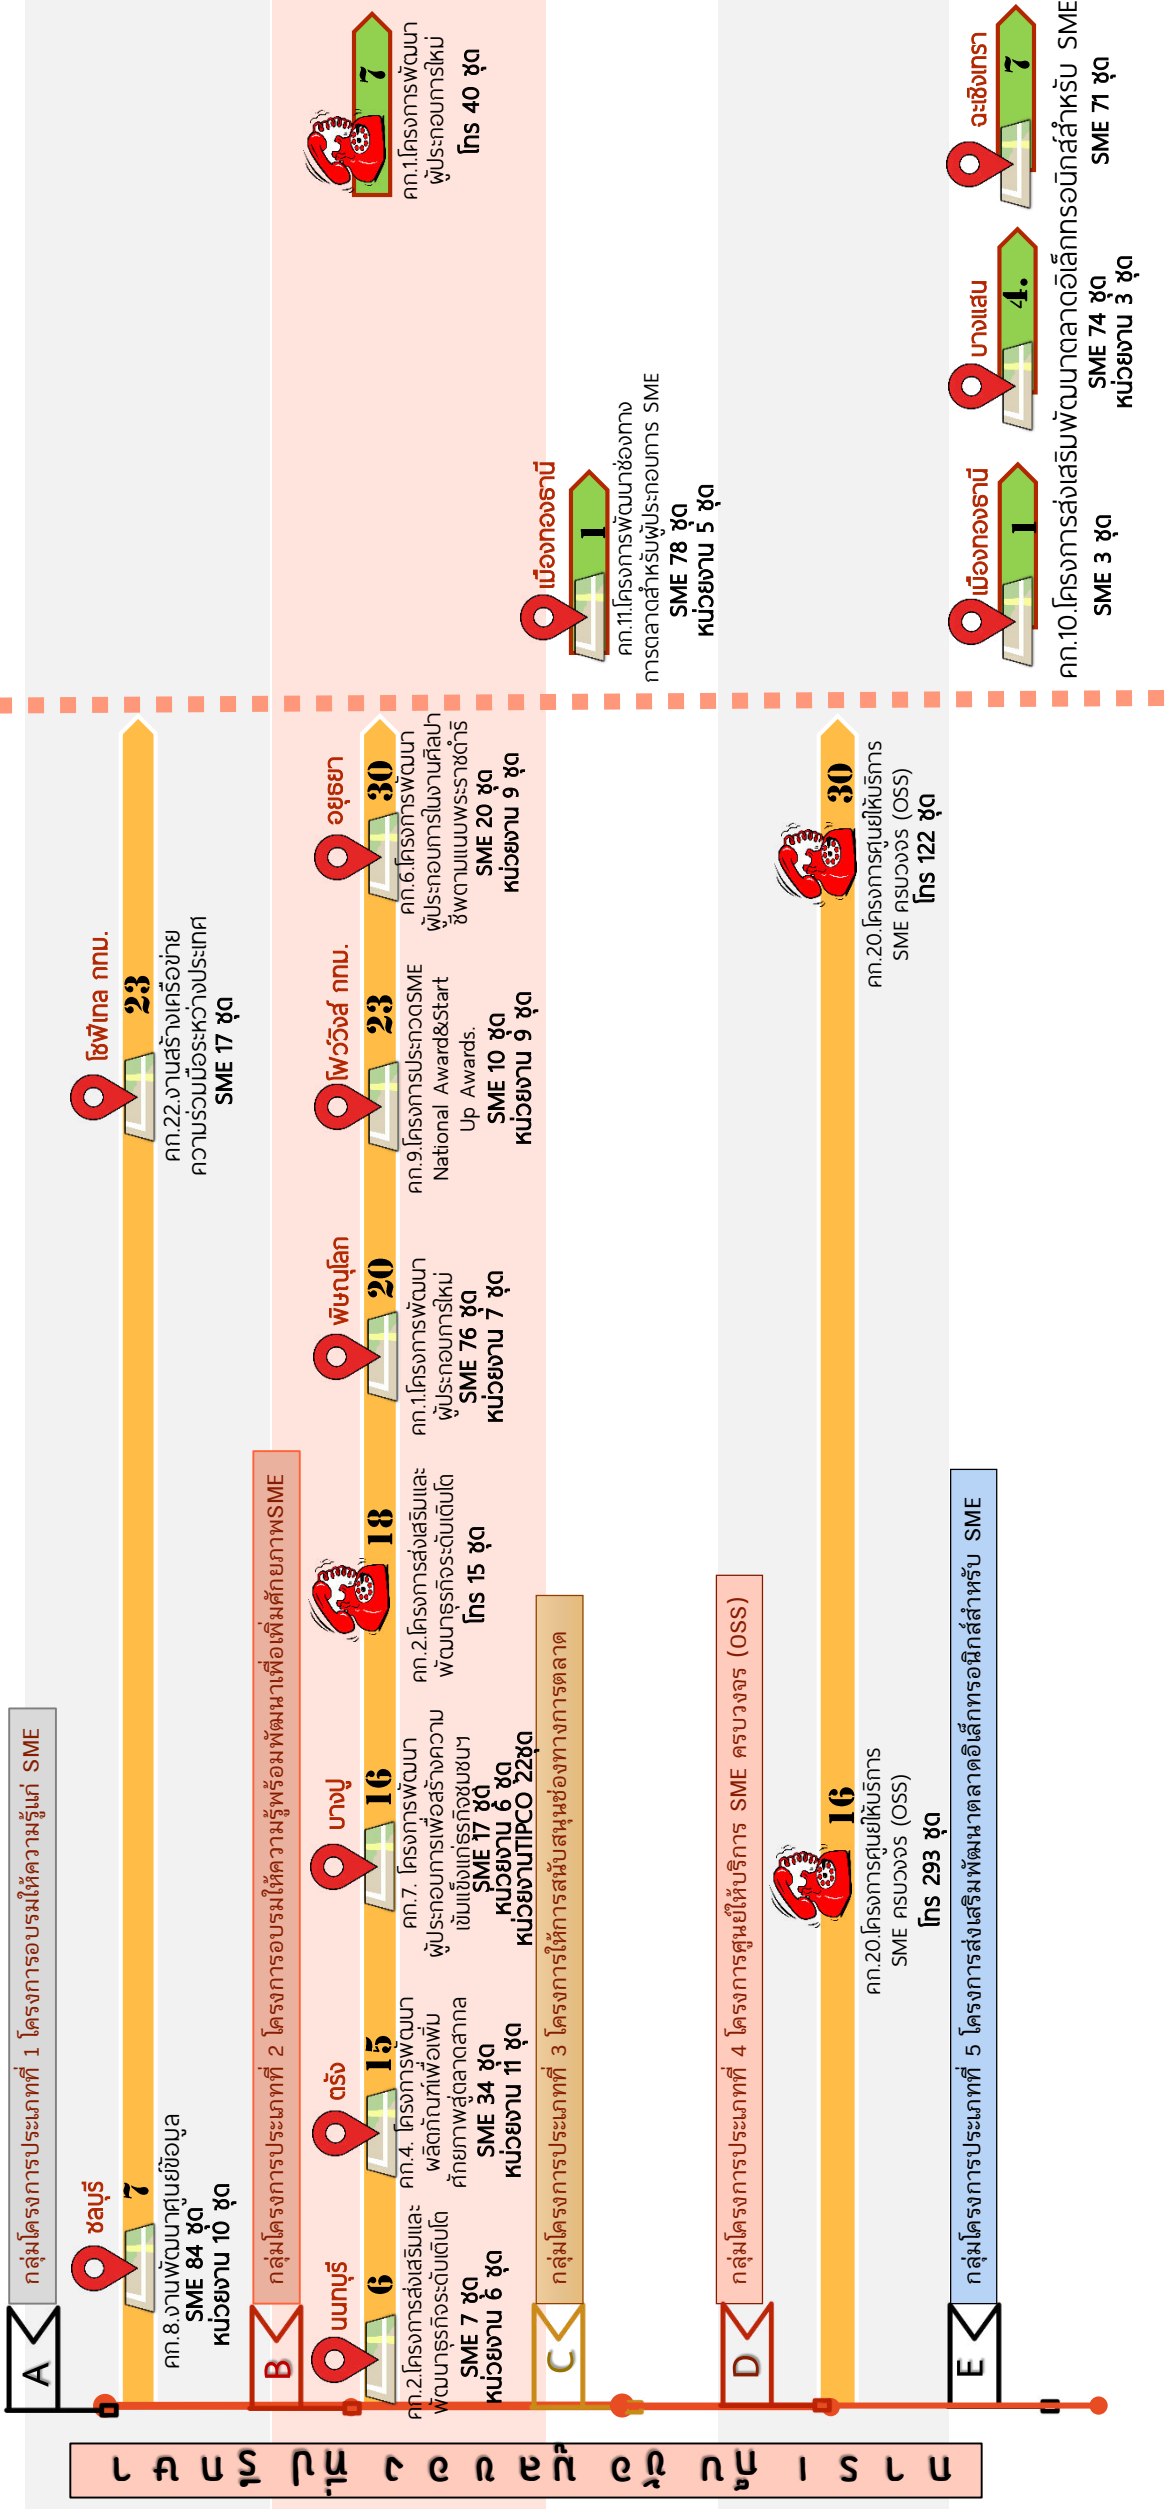 A
กลุ่มโครงการประเภทที่ 1 โครงการอบรมให้ความรู้แก่ SME
ชลบุรี
7
คก.8.งานพัฒนาศูนย์ข้อมูล
SME 84 ชุด
หน่วยงาน 10 ชุด
โซฟิเทล กทม.
23
คก.22.งานสร้างเครือข่าย
ความร่วมมือระหว่างประเทศ
SME 17 ชุด
B
กลุ่มโครงการประเภทที่ 2 โครงการอบรมให้ความรู้พร้อมพัฒนาเพื่อเพิ่มศักยภาพSME
นนทบุรี
6
คก.2.โครงการส่งเสริมและ
พัฒนาธุรกิจระดับเติบโต
SME 7 ชุด
หน่วยงาน 6 ชุด
ตรัง
15
คก.4. โครงการพัฒนา
ผลิตภัณฑ์เพื่อเพิ่ม
ศักยภาพสู่ตลาดสากล
SME 34 ชุด
หน่วยงาน 11 ชุด
บางปู
16
คก.7. โครงการพัฒนา
ผู้ประกอบการเพื่อสร้างความ
เข้มแข็งแก่ธุรกิจชุมชนฯ
SME 17 ชุด
หน่วยงาน 6 ชุด
หน่วยงานTIPCO 22ชุด
18
คก.2.โครงการส่งเสริมและ
พัฒนาธุรกิจระดับเติบโต
โทร 15 ชุด
พิษณุโลก
20
คก.1.โครงการพัฒนา
ผู้ประกอบการใหม่
SME 76 ชุด
หน่วยงาน 7 ชุด
โฟว์วิงส์ กทม.
23
คก.9.โครงการประกวดSME
National Award&Start
Up Awards.
SME 10 ชุด
หน่วยงาน 9 ชุด
อยุธยา
30
คก.6.โครงการพัฒนา
ผู้ประกอบการในงานศิลปา
ชีพตามแนบพระราชดำริ
SME 20 ชุด
หน่วยงาน 9 ชุด
7
คก.1.โครงการพัฒนา
ผู้ประกอบการใหม่
โทร 40 ชุด
C
กลุ่มโครงการประเภทที่ 3 โครงการให้การสนับสนุนช่องทางการตลาด
เมืองทองธานี
1
คก.11.โครงการพัฒนาช่องทาง
การตลาดสำหรับผู้ประกอบการ SME
SME 78 ชุด
หน่วยงาน 5 ชุด
D
กลุ่มโครงการประเภทที่ 4 โครงการศูนย์ให้บริการ SME ครบวงจร (OSS)
16
คก.20.โครงการศูนย์ให้บริการ
SME ครบวงจร (OSS)
โทร 293 ชุด
30
คก.20.โครงการศูนย์ให้บริการ
SME ครบวงจร (OSS)
โทร 122 ชุด
E
กลุ่มโครงการประเภทที่ 5 โครงการส่งเสริมพัฒนาตลาดอิเล็กทรอนิกส์สำหรับ SME
เมืองทองธานี
1
บางแสน
4.
ฉะเชิงเทรา
7
คก.10.โครงการส่งเสริมพัฒนาตลาดอิเล็กทรอนิกส์สำหรับ SME
SME 3 ชุด
SME 74 ชุด
หน่วยงาน 3 ชุด
SME 71 ชุด